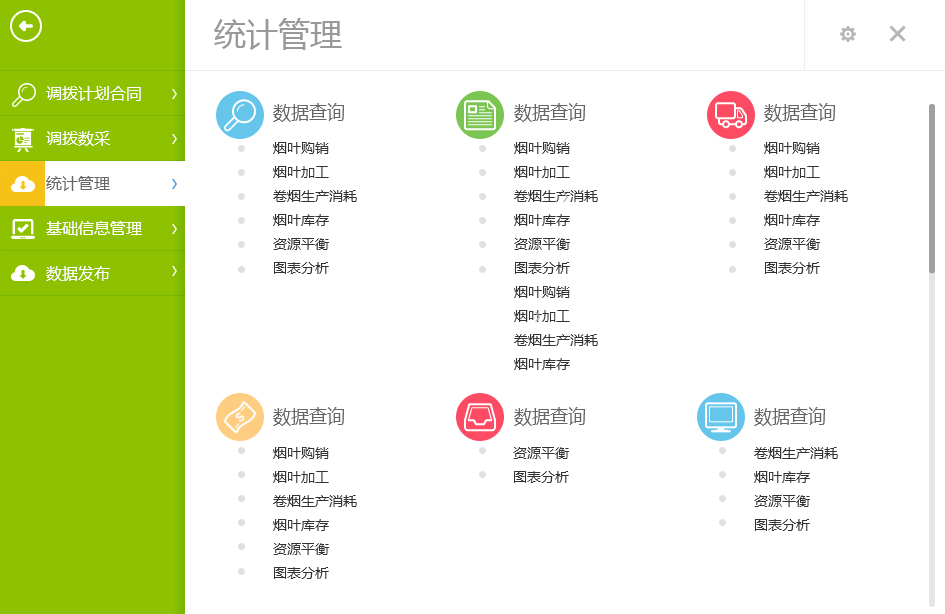 统计管理
调拨计划合同
调拨数采
统计管理
基础信息管理
数据发布
数据查询
烟叶购销
烟叶加工
卷烟生产消耗
烟叶库存
资源平衡
图表分析
数据查询
烟叶购销
烟叶加工
卷烟生产消耗
烟叶库存
资源平衡
图表分析
烟叶购销
烟叶加工
卷烟生产消耗
烟叶库存
数据查询
烟叶购销
烟叶加工
卷烟生产消耗
烟叶库存
资源平衡
图表分析
数据查询
烟叶购销
烟叶加工
卷烟生产消耗
烟叶库存
资源平衡
图表分析
数据查询
资源平衡
图表分析
数据查询
卷烟生产消耗
烟叶库存
资源平衡
图表分析